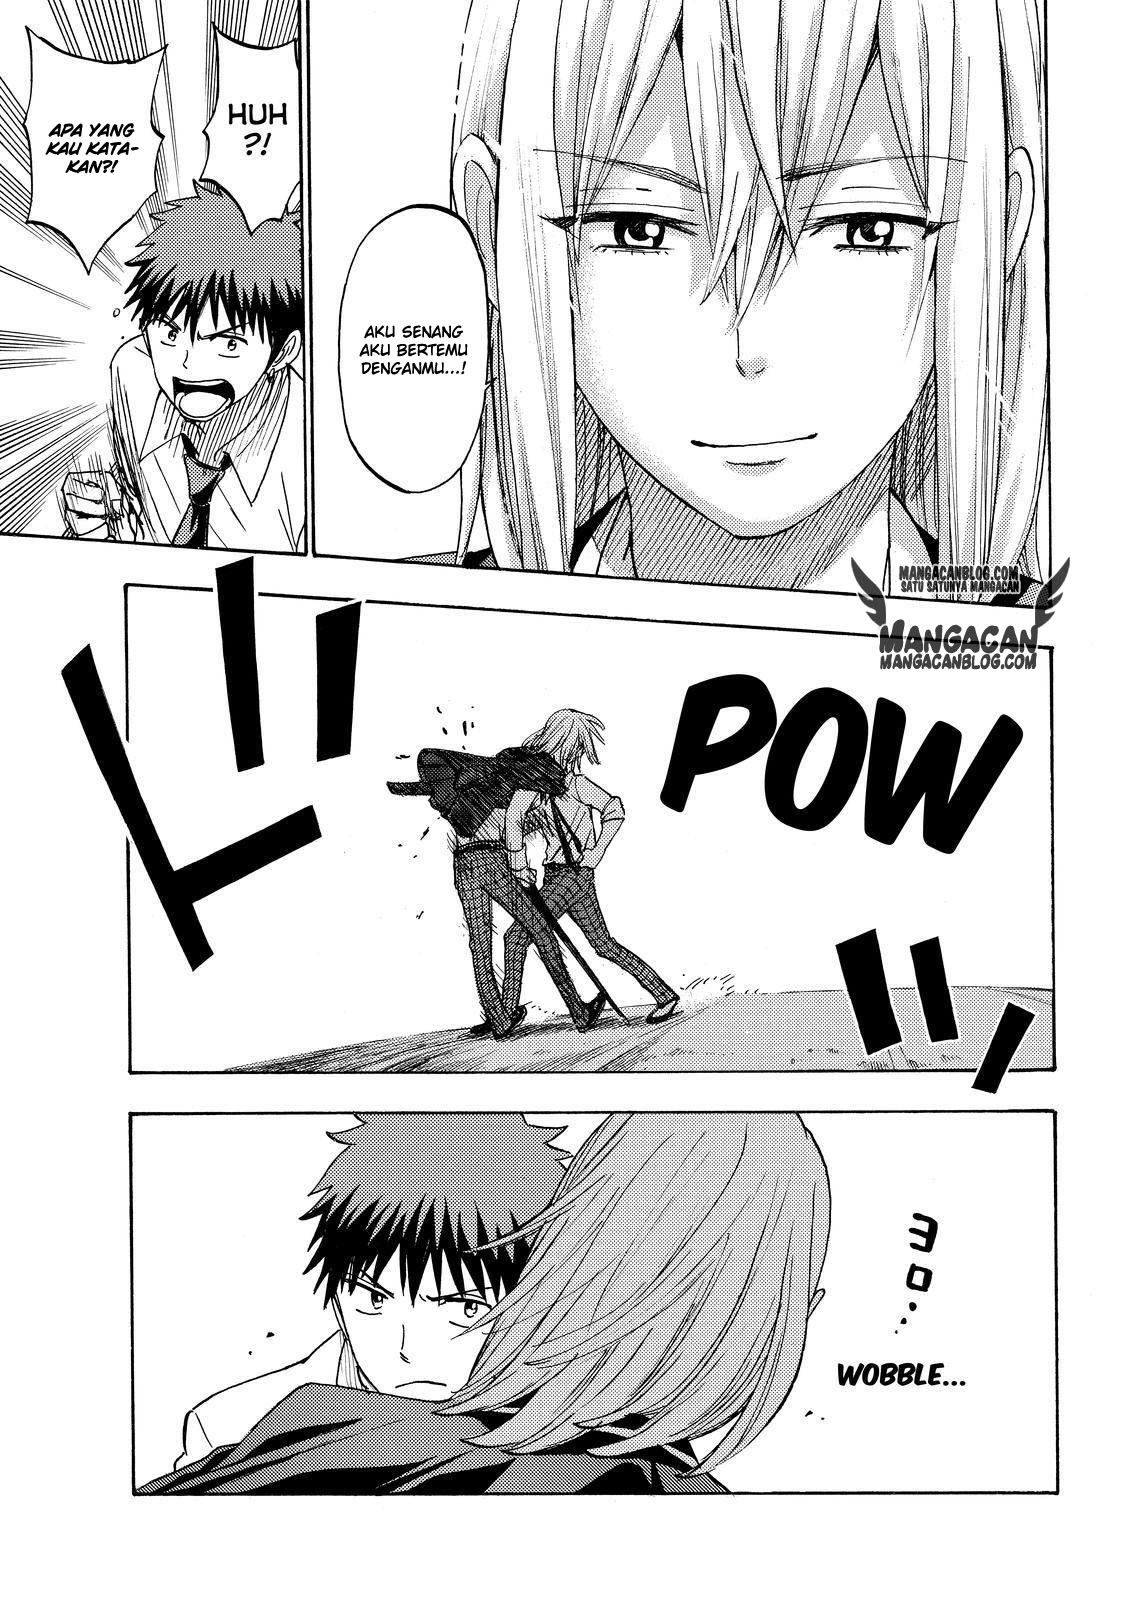 AKU SENANG
AKU BERTEMU
DENGANMU...!
HUH
?!
APA YANG
KAU KATA-
KAN?!
MANGACANBLOG.COM
SATU SATUNYA MANGACAN
MANGACAN
MANGACANBLOG.COM
POW
ドッ
ッ
ヨロ..
WOBBLE...